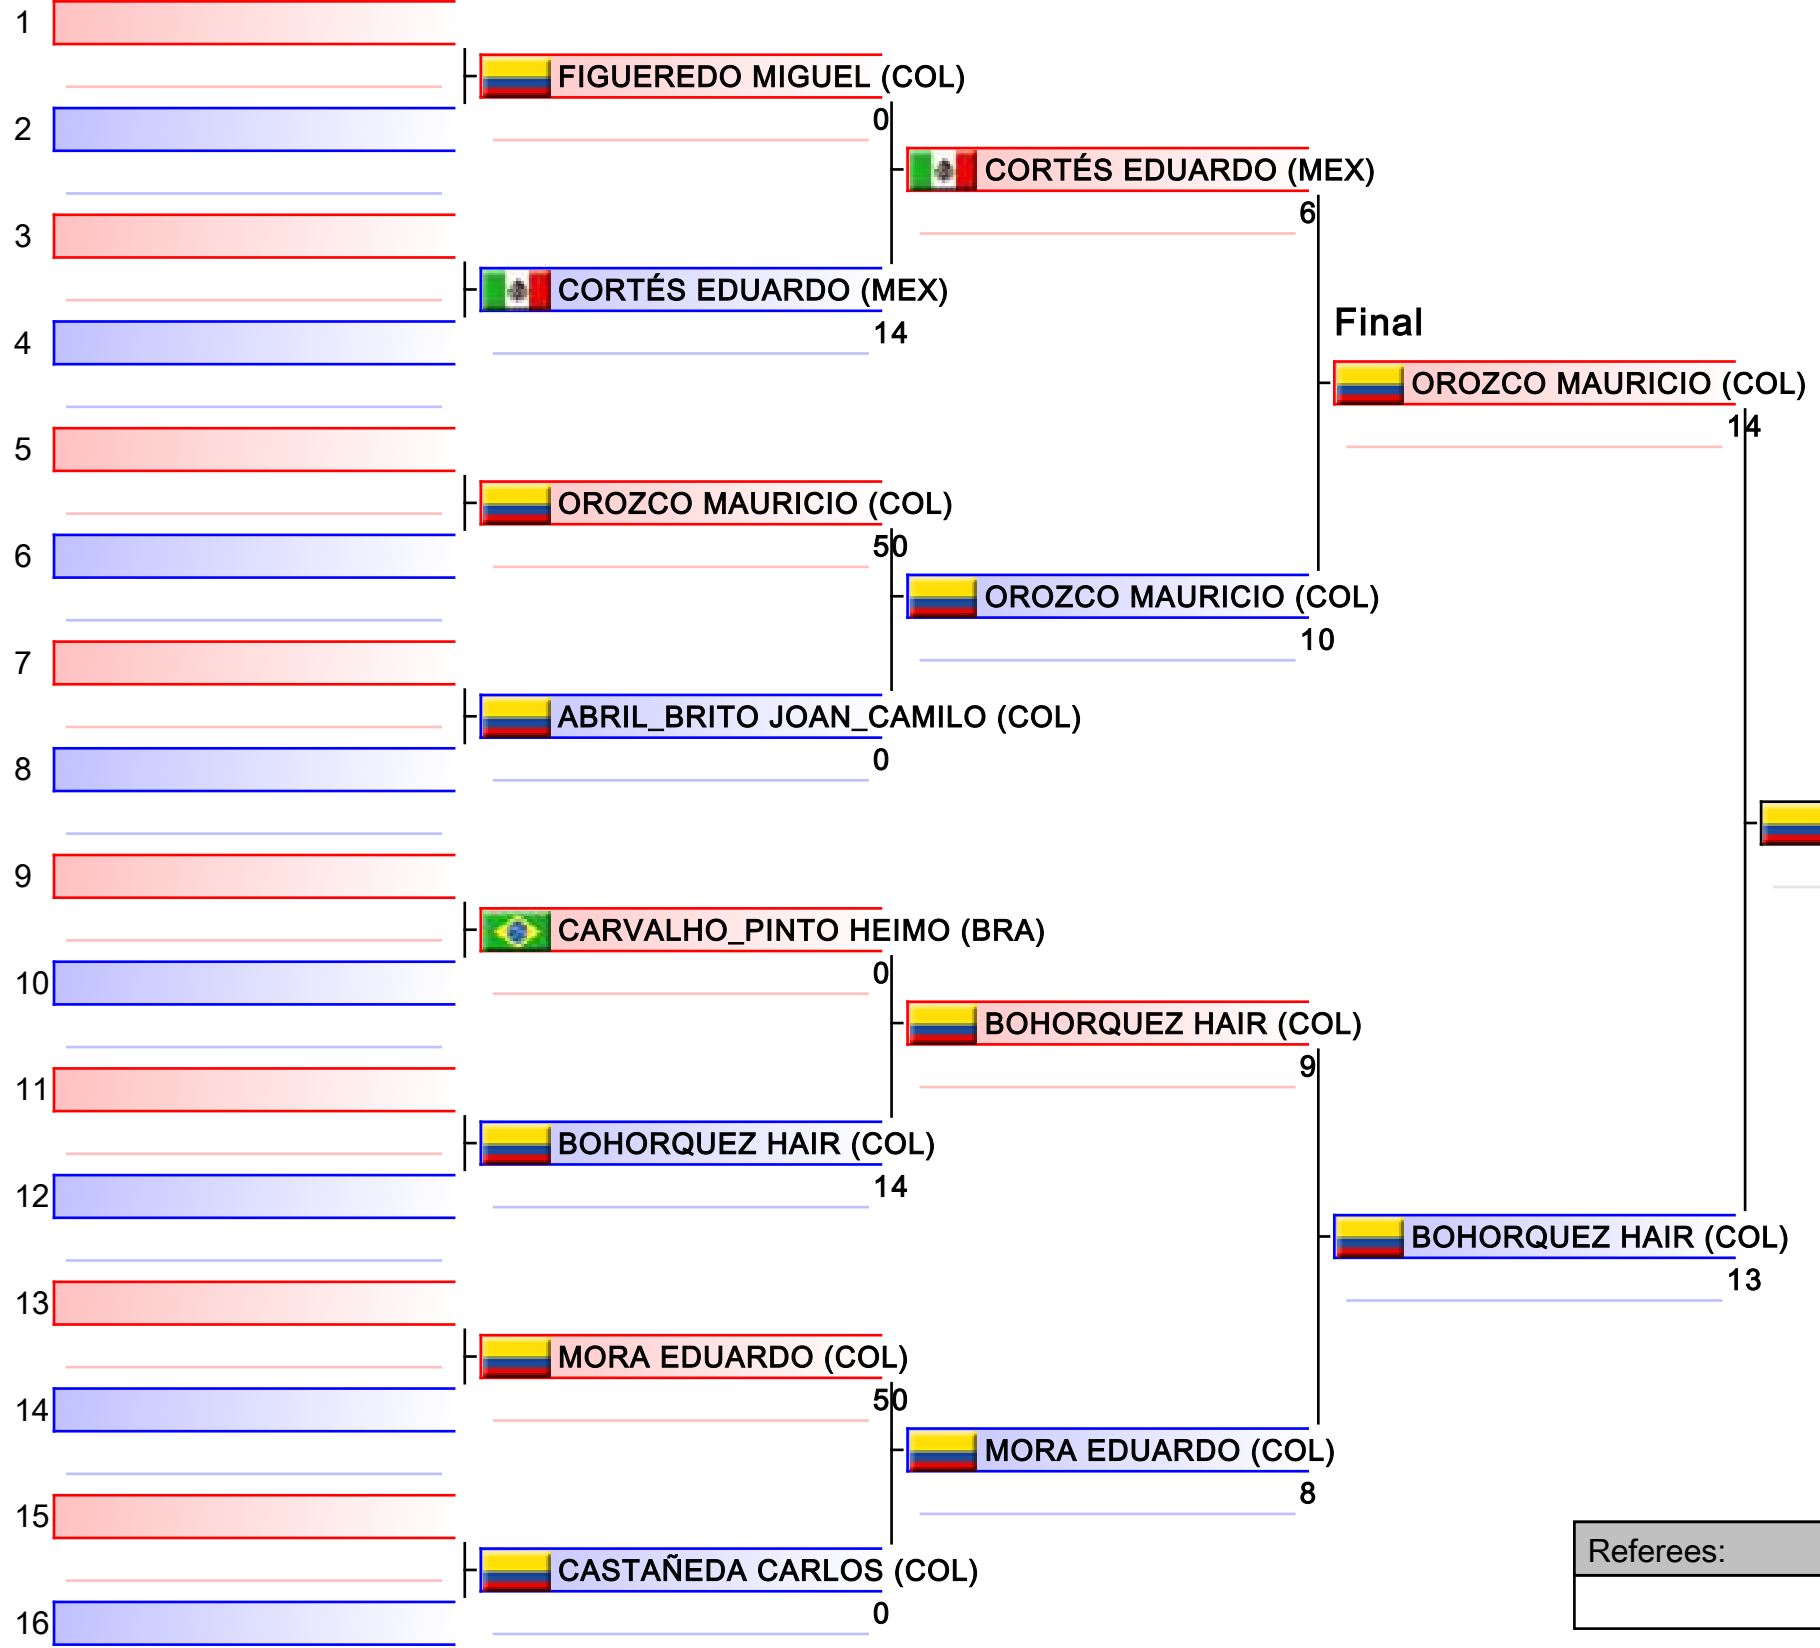 1
FIGUEREDO MIGUEL (COL)
0
2
CORTÉS EDUARDO (MEX)
6
3
CORTÉS EDUARDO (MEX)
14
4
Final
OROZCO MAURICIO (COL)
14
5
OROZCO MAURICIO (COL)
50
6
OROZCO MAURICIO (COL)
10
7
ABRIL_BRITO JOAN_CAMILO (COL)
0
8
9
CARVALHO_PINTO HEIMO (BRA)
0
10
BOHORQUEZ HAIR (COL)
9
11
BOHORQUEZ HAIR (COL)
14
12
BOHORQUEZ HAIR (COL)
13
13
MORA EDUARDO (COL)
50
14
MORA EDUARDO (COL)
8
15
CASTAÑEDA CARLOS (COL)
0
16
Referees: